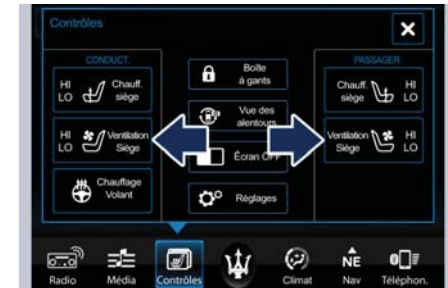 Contrôles
CONDUCT.
PASSAGER
HI
LO
Chauff.
siège
Boîte
à gants
Chauff.
siège
HI
LO
HI
LO
Ventilation
Siège
Vue des
alentours
Ventilation
Siège
HI
LO
Écran OFF
Chauffage
Volant
Réglages
NE
Radio
Média
Contrôles
Climat
Nav
Téléphon.